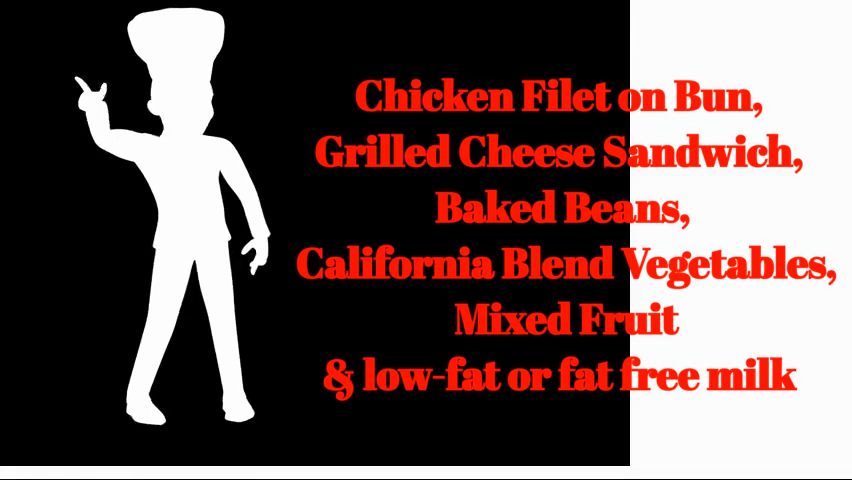 Chicken Filet on Bun,
Grilled Cheese Sandwich,
Baked Beans,
California Blend Vegetables,
Mixed Fruit
& low-fat or fat free milk